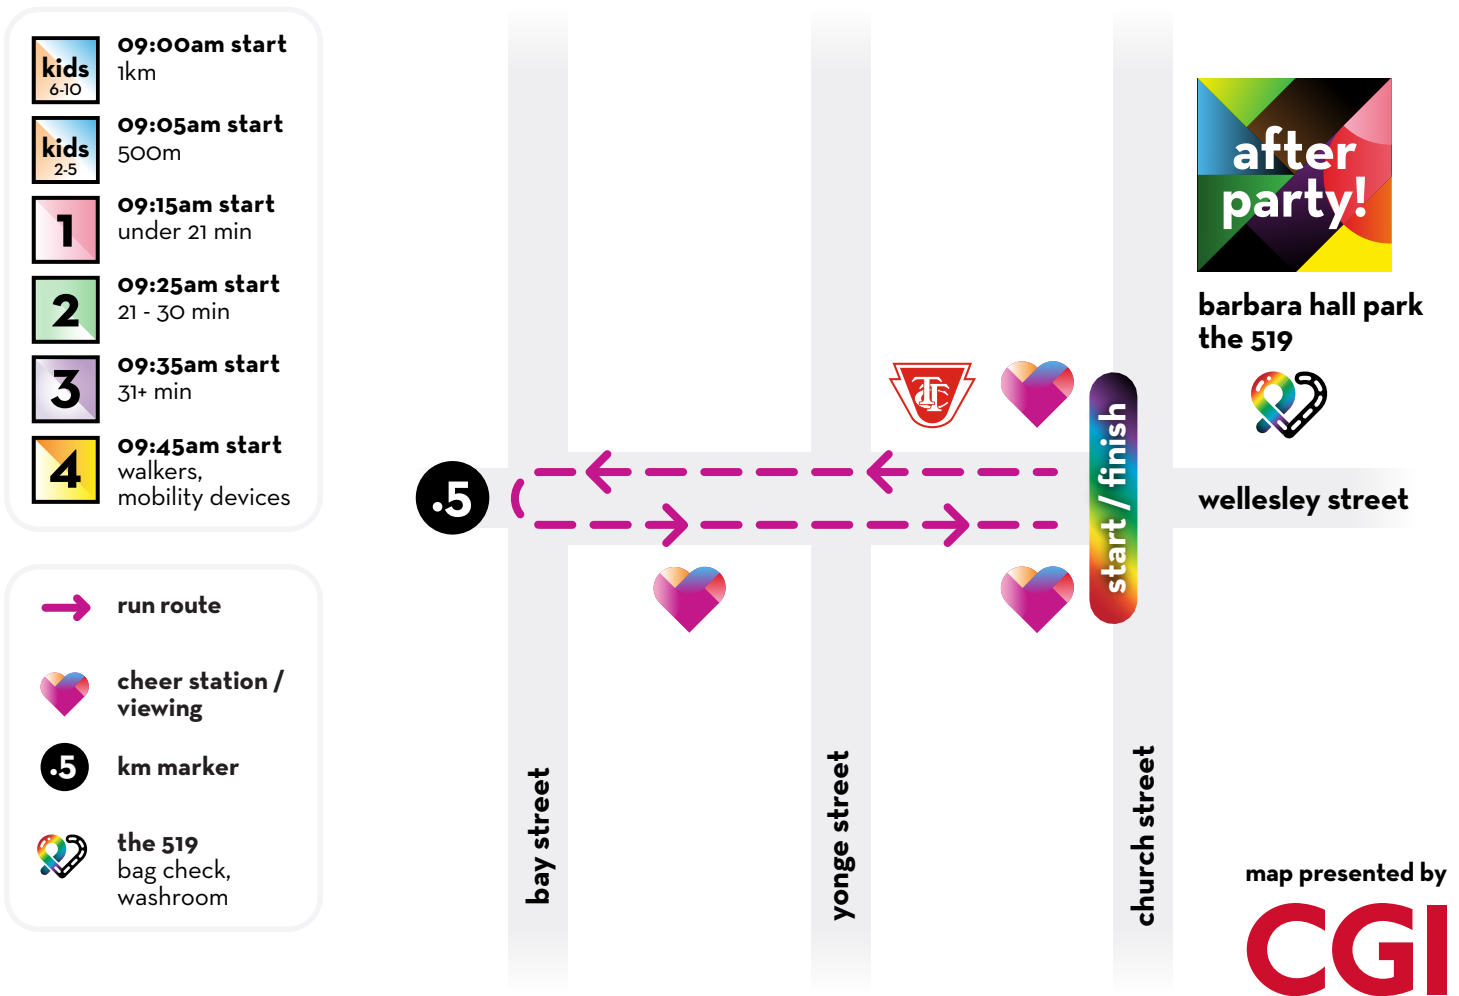 kids
6-10
09:00am start
1km
kids
2-5
09:05am start
500m
1
09:15am start
under 21 min
2
09:25am start
21 - 30 min
3
09:35am start
31+ min
4
09:45am start
walkers,
mobility devices
run route
cheer station /
viewing
.5
km marker
the 519
bag check,
washroom
.5
TTC
start / finish
bay street
yonge street
church street
wellesley street
after
party!
barbara hall park
the 519
map presented by
CGI